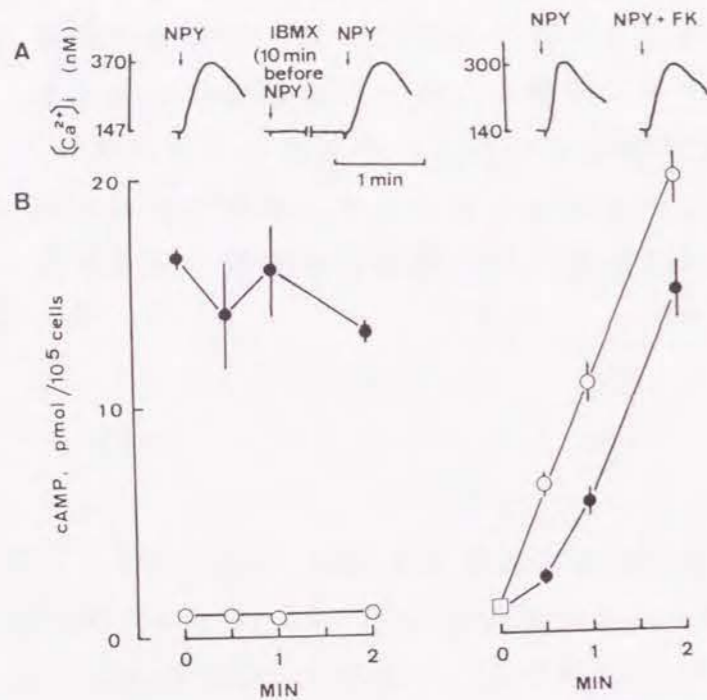 A
NPY
IBMX
(10 min
before
NPY)
NPY
NPY
NPY + FK
[Ca²⁺]i (nM)
370
147
300
140
1 min
B
cAMP, pmol/10⁵ cells
20
10
0
0 1 2
MIN
0 1 2
MIN